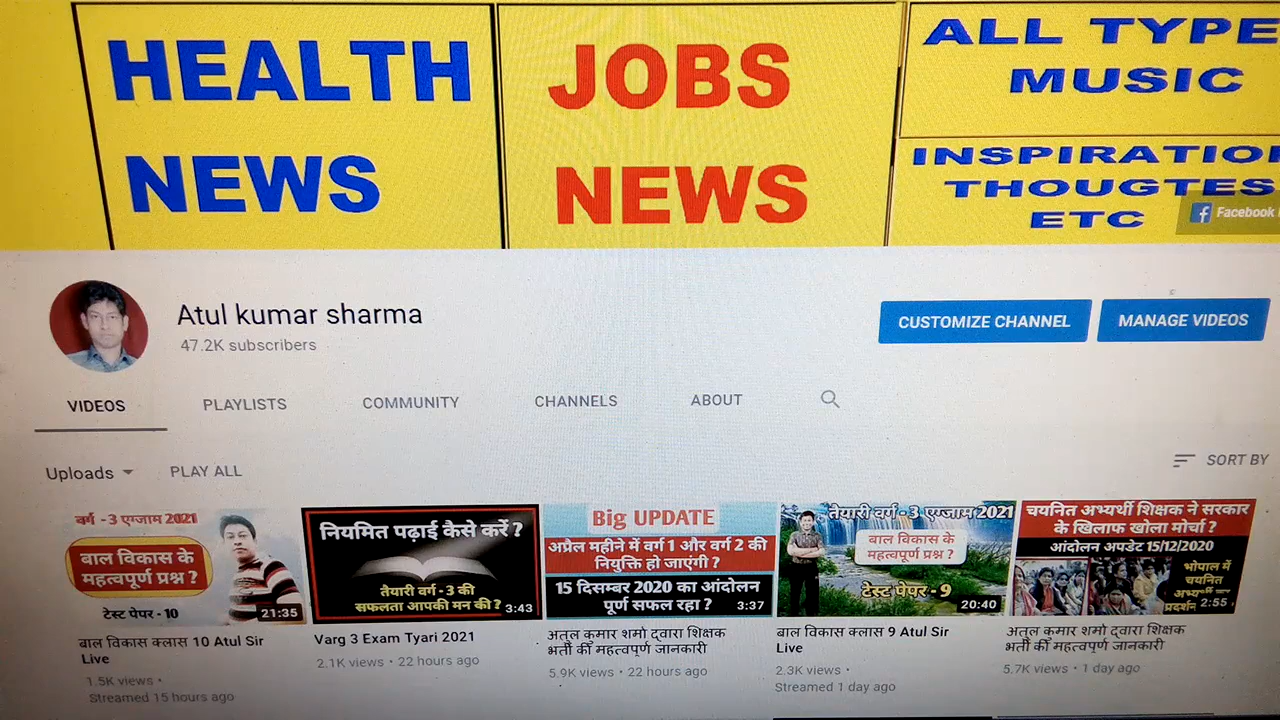 HEALTH
NEWS
JOBS
NEWS
ALL TYPE
MUSIC
INSPIRATIO
THOUGTES
ETC
Facebook
Atul kumar sharma
47.2K subscribers
CUSTOMIZE CHANNEL
MANAGE VIDEOS
VIDEOS
PLAYLISTS
COMMUNITY
CHANNELS
ABOUT
Uploads
PLAY ALL
SORT BY
वर्ग - 3 एग्जाम 2021
बाल विकास के
महत्वपूर्ण प्रश्न ?
टेस्ट पेपर - 10
21:35
बाल विकास क्लास 10 Atul Sir
Live
1.5K views •
Streamed 15 hours ago
नियमित पढ़ाई कैसे करें ?
तैयारी वर्ग - 3 की
सफलता आपकी मन की ?
3:43
Varg 3 Exam Tyari 2021
2.1K views • 22 hours ago
Big UPDATE
अप्रैल महीने में वर्ग 1 और वर्ग 2 की
नियुक्ति हो जाएंगी ?
15 दिसम्बर 2020 का आंदोलन
पूर्ण सफल रहा ?
3:37
अतुल कुमार शर्मा द्वारा शिक्षक
भर्ती की महत्वपूर्ण जानकारी
5.9K views • 22 hours ago
तैयारी वर्ग - 3 एग्जाम 2021
बाल विकास के
महत्वपूर्ण प्रश्न ?
टेस्ट पेपर - 9
20:40
बाल विकास क्लास 9 Atul Sir
Live
2.3K views •
Streamed 1 day ago
चयनित अभ्यर्थी शिक्षक ने सरकार
के खिलाफ खोला मोर्चा ?
आंदोलन अपडेट 15/12/2020
भोपाल में
चयनित
प्रदर्शन
2:55
अतुल कुमार शर्मा द्वारा शिक्षक
भर्ती की महत्वपूर्ण जानकारी
5.7K views • 1 day ago